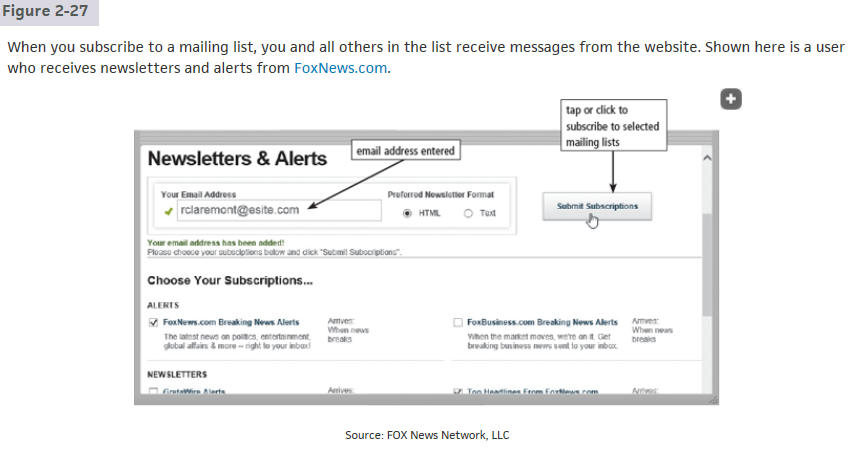 Figure 2-27
When you subscribe to a mailing list, you and all others in the list receive messages from the website. Shown here is a user
who receives newsletters and alerts from FoxNews.com.
tap or click to
subscribe to selected
mailing lists
email address entered
Newsletters & Alerts
Your Email Address
Preferred Newsletter Format
rclaremont@esite.com
HTML
Text
Submit Subscriptions
Your email address has been added!
Please choose your subsciptions below and click "Submit Subscriptions".
Choose Your Subscriptions...
ALERTS
FoxNews.com Breaking News Alerts
Arrives:
When news
breaks
The latest news on politics, entertainment,
global affairs & more – right to your inbox!
FoxBusiness.com Breaking News Alerts
Arrives:
When news
breaks
When the market moves, we're on it. Get
breaking business news sent to your inbox.
NEWSLETTERS
GretaWire Alerts
Arrives:
Top Headlines From FoxNews.com
Arrives:
Source: FOX News Network, LLC